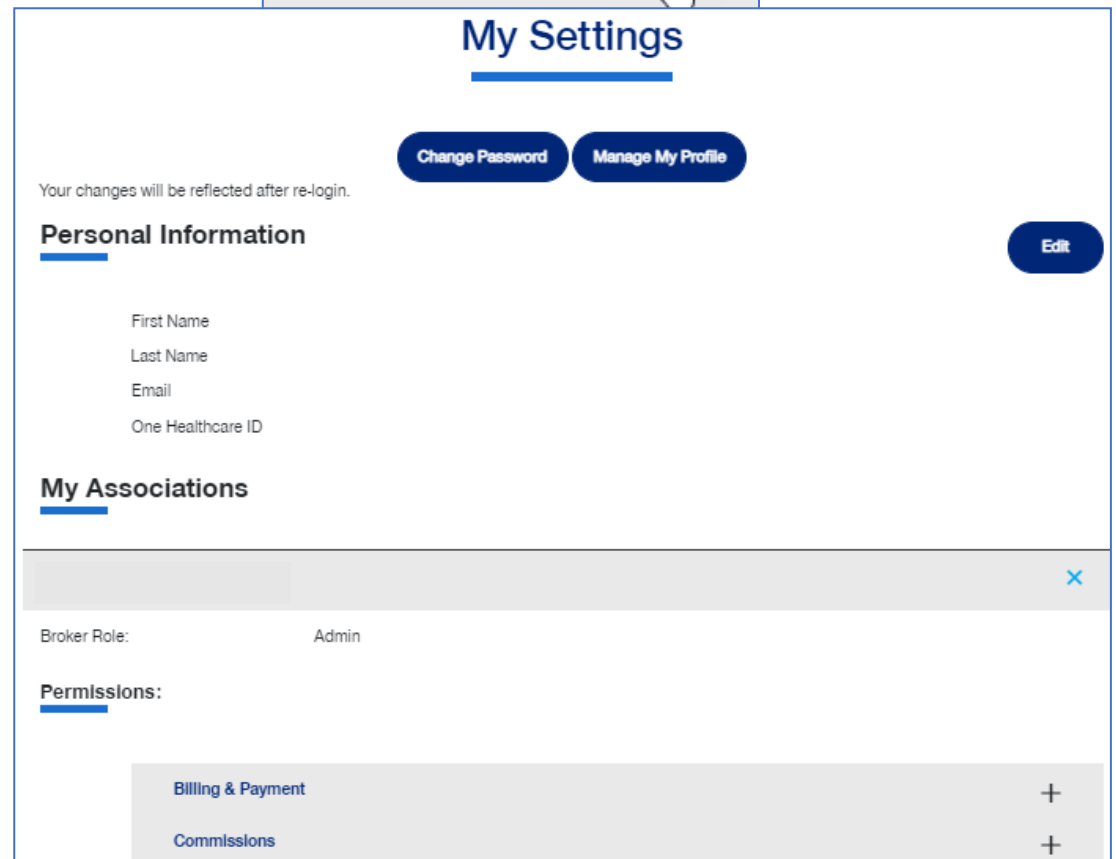 My Settings
Change Password Manage My Profile
Your changes will be reflected after re-login.
Personal Information
Edit
First Name
Last Name
Email
One Healthcare ID
My Associations
Broker Role: Admin
Permissions:
Billing & Payment
Commissions